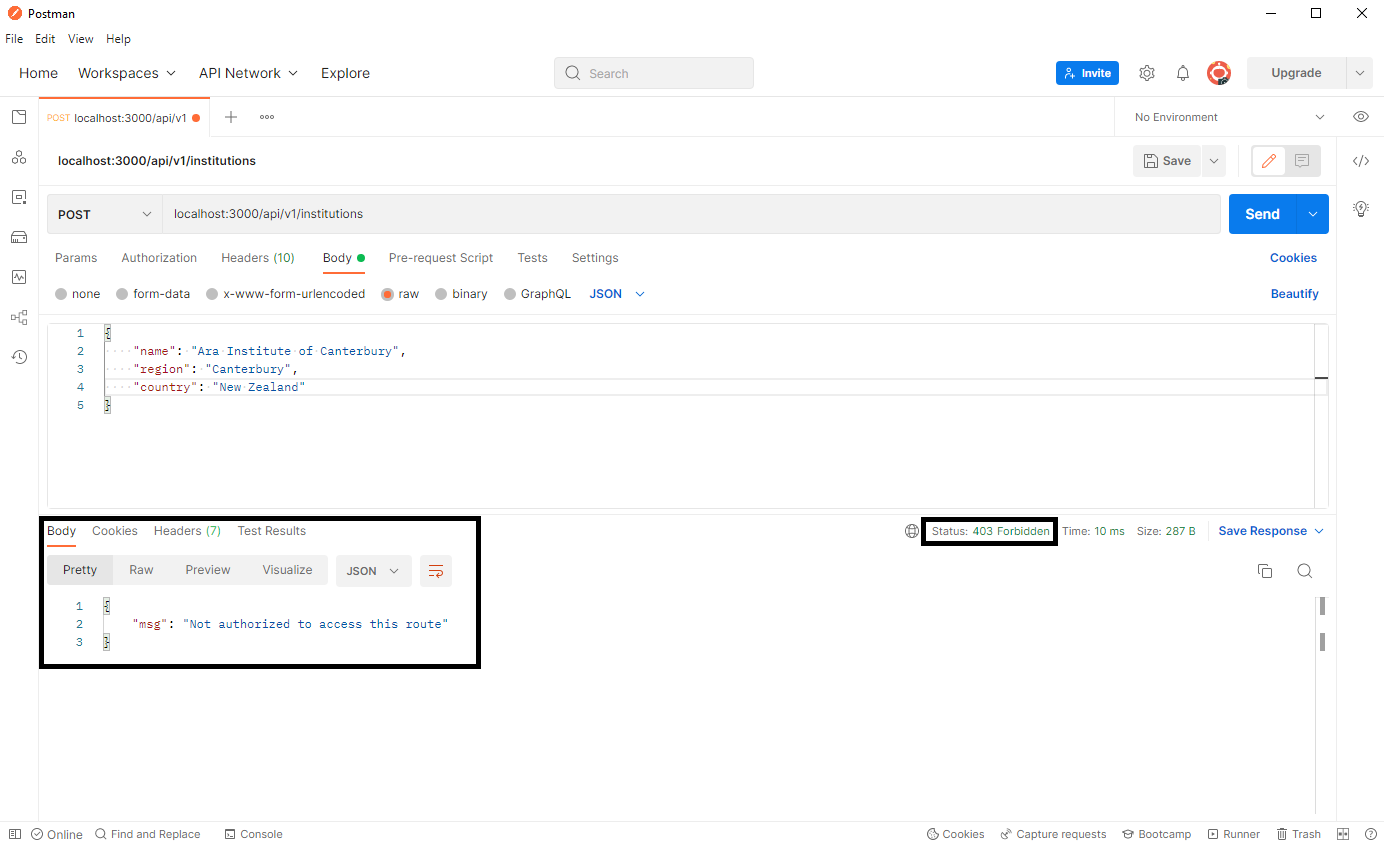 Postman
File Edit View Help
Home Workspaces API Network Explore Search Invite Upgrade
POST localhost:3000/api/v1 No Environment
localhost:3000/api/v1/institutions Save
POST localhost:3000/api/v1/institutions Send
Params Authorization Headers (10) Body Pre-request Script Tests Settings Cookies
none form-data x-www-form-urlencoded raw binary GraphQL JSON Beautify
1 {
2 "name": "Ara Institute of Canterbury",
3 "region": "Canterbury",
4 "country": "New Zealand"
5 }
Body Cookies Headers (7) Test Results Status: 403 Forbidden Time: 10 ms Size: 287 B Save Response
Pretty Raw Preview Visualize JSON
1 {
2 "msg": "Not authorized to access this route"
3 }
Online Find and Replace Console Cookies Capture requests Bootcamp Runner Trash